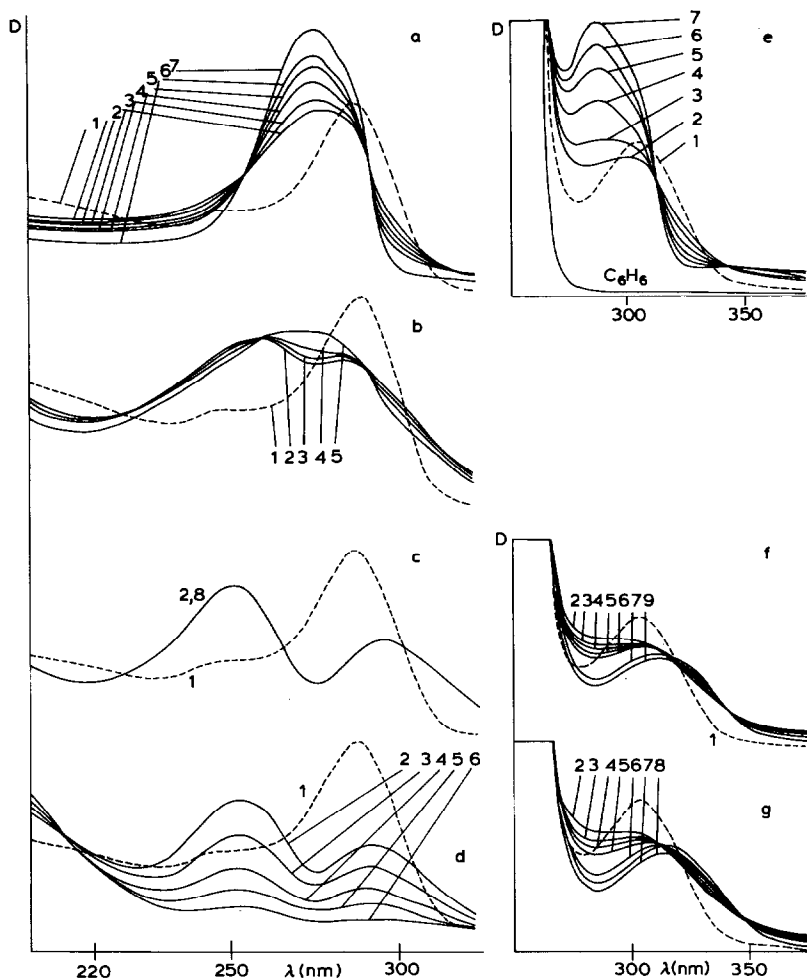 D
a
1 2 3 4 5 6 7
b
1 2 3 4 5
c
2,8
1
1
2 3 4 5 6
d
220 250 λ(nm) 300
D
e
7
6
5
4
3
2
1
C₆H₆
300 350
D
f
2 3 4 5 6 7 9
1
g
2 3 4 5 6 7 8
300 λ(nm) 350